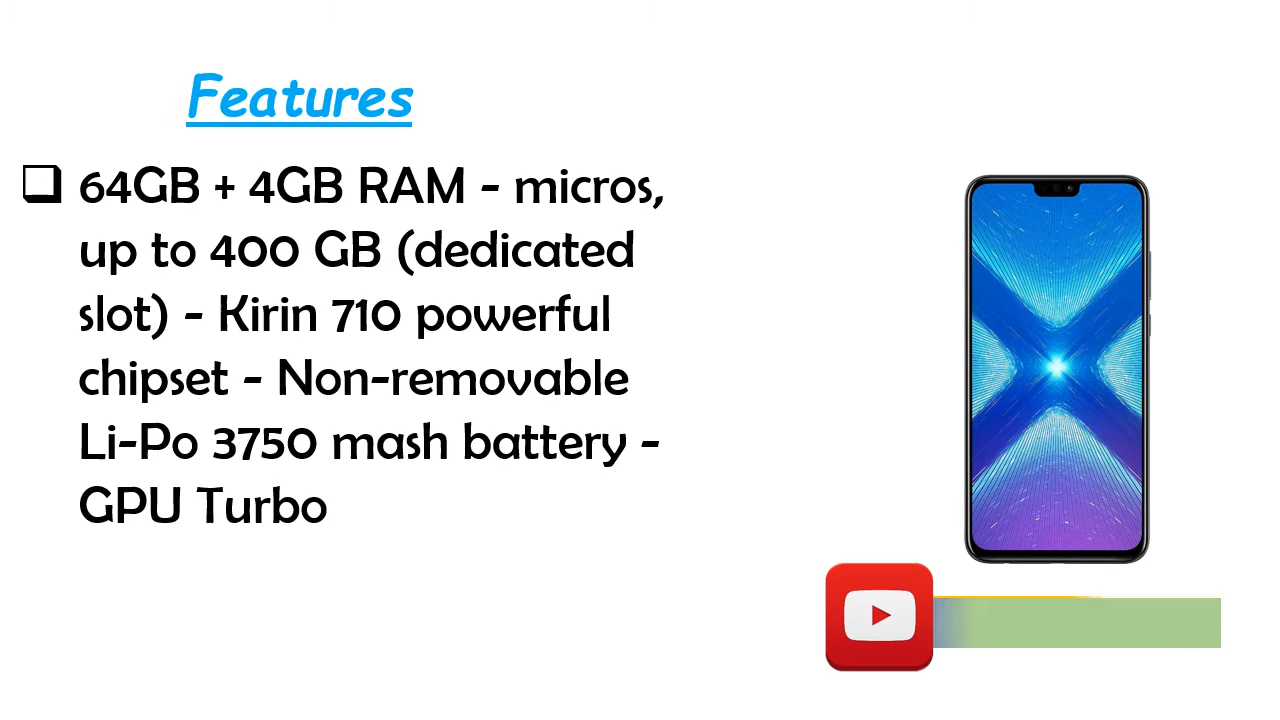 Features
64GB + 4GB RAM - micros,
up to 400 GB (dedicated
slot) - Kirin 710 powerful
chipset - Non-removable
Li-Po 3750 mash battery -
GPU Turbo